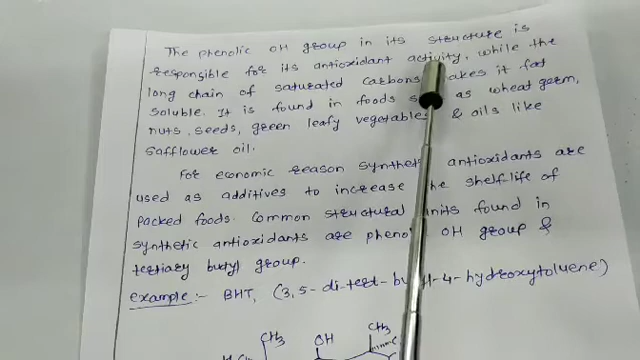 The phenolic OH group in its structure is
responsible for its antioxidant activity, while the
long chain of saturated carbons makes it fat
soluble. It is found in foods as wheat germ,
nuts, seeds, green leafy vegetables & oils like
safflower oil.
For economic reason synthetic antioxidants are
used as additives to increase the shelf-life of
packed foods. Common structural units found in
synthetic antioxidants are phenolic OH group &
tertiary butyl group.
example:- BHT, (3,5-di-tert-butyl-4-hydroxytoluene)
CH3
OH
CH3